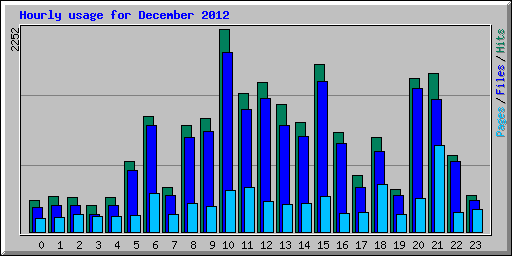 Hourly usage for December 2012
2252
Pages/Files/Hits
0 1 2 3 4 5 6 7 8 9 10 11 12 13 14 15 16 17 18 19 20 21 22 23